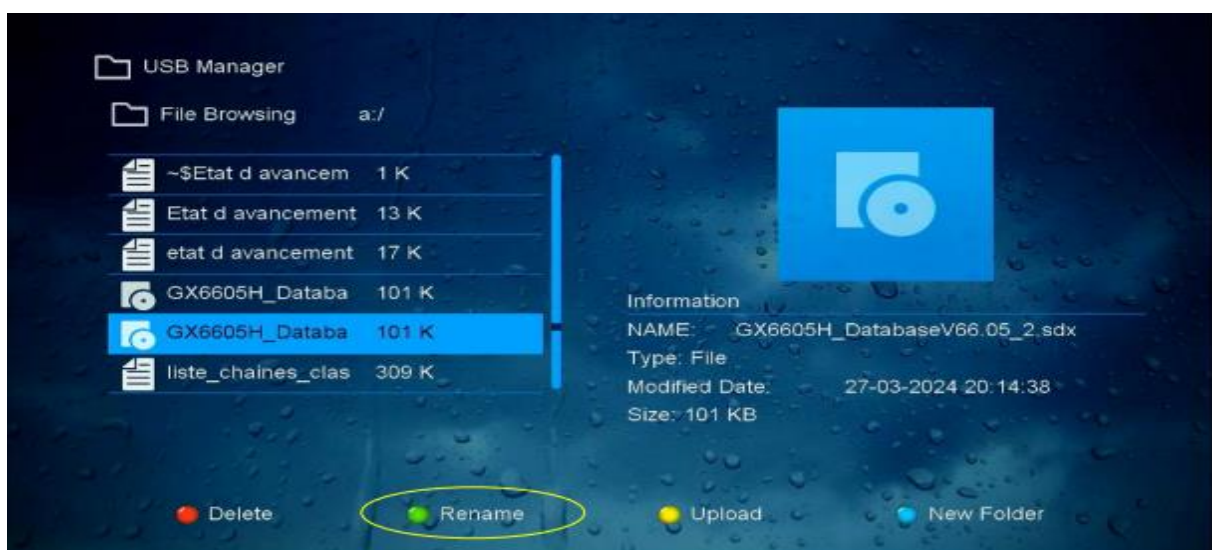 USB Manager
File Browsing a:/
~$Etat d avancem 1 K
Etat d avancement 13 K
etat d avancement 17 K
GX6605H_Databa 101 K
GX6605H_Databa 101 K
liste_chaines_clas 309 K
Information
NAME: GX6605H_DatabaseV66.05_2.sdx
Type: File
Modified Date: 27-03-2024 20:14:38
Size: 101 KB
Delete Rename Upload New Folder